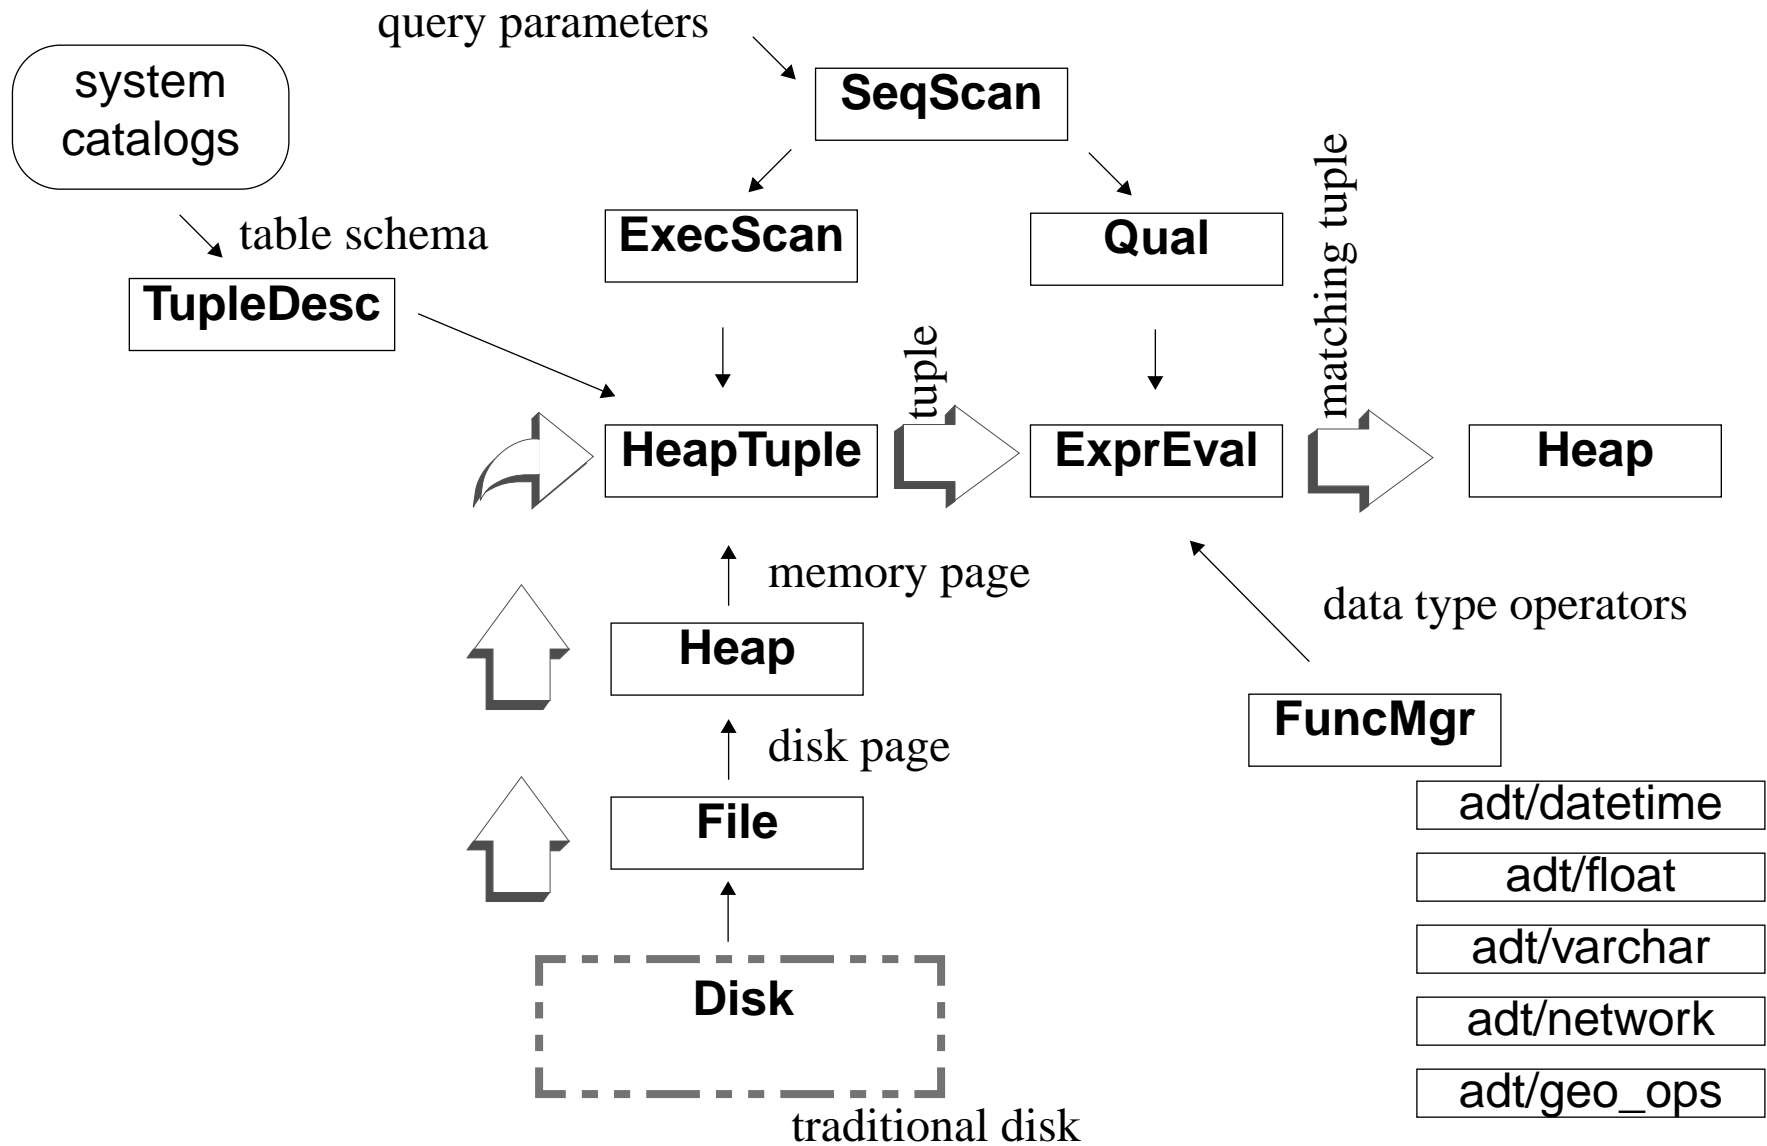 query parameters
system
catalogs
SeqScan
table schema
ExecScan
Qual
matching tuple
TupleDesc
tuple
HeapTuple
ExprEval
Heap
memory page
data type operators
Heap
FuncMgr
disk page
File
adt/datetime
adt/float
adt/varchar
Disk
adt/network
adt/geo_ops
traditional disk